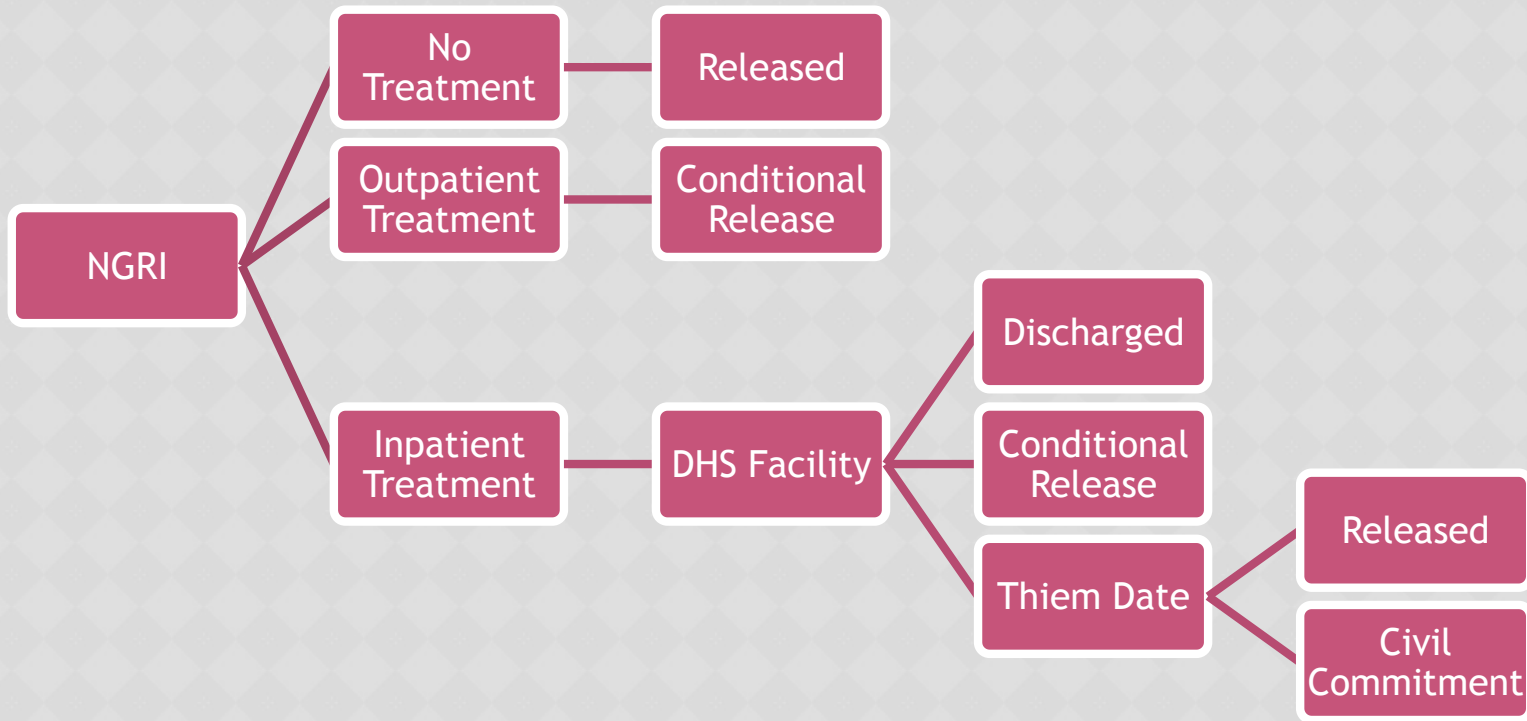 No
Treatment
Released
Outpatient
Treatment
Conditional
Release
NGRI
Inpatient
Treatment
DHS Facility
Discharged
Conditional
Release
Thiem Date
Released
Civil
Commitment